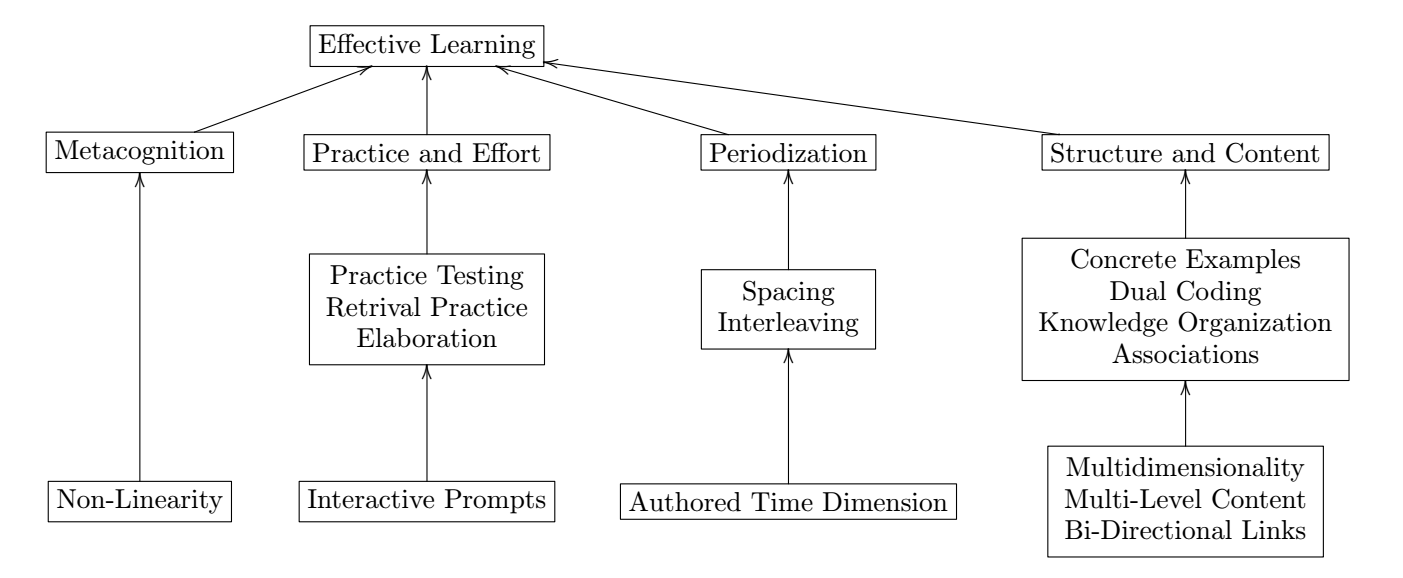 Effective Learning
Metacognition
Practice and Effort
Periodization
Structure and Content
Practice Testing
Retrival Practice
Elaboration
Spacing
Interleaving
Concrete Examples
Dual Coding
Knowledge Organization
Associations
Non-Linearity
Interactive Prompts
Authored Time Dimension
Multidimensionality
Multi-Level Content
Bi-Directional Links